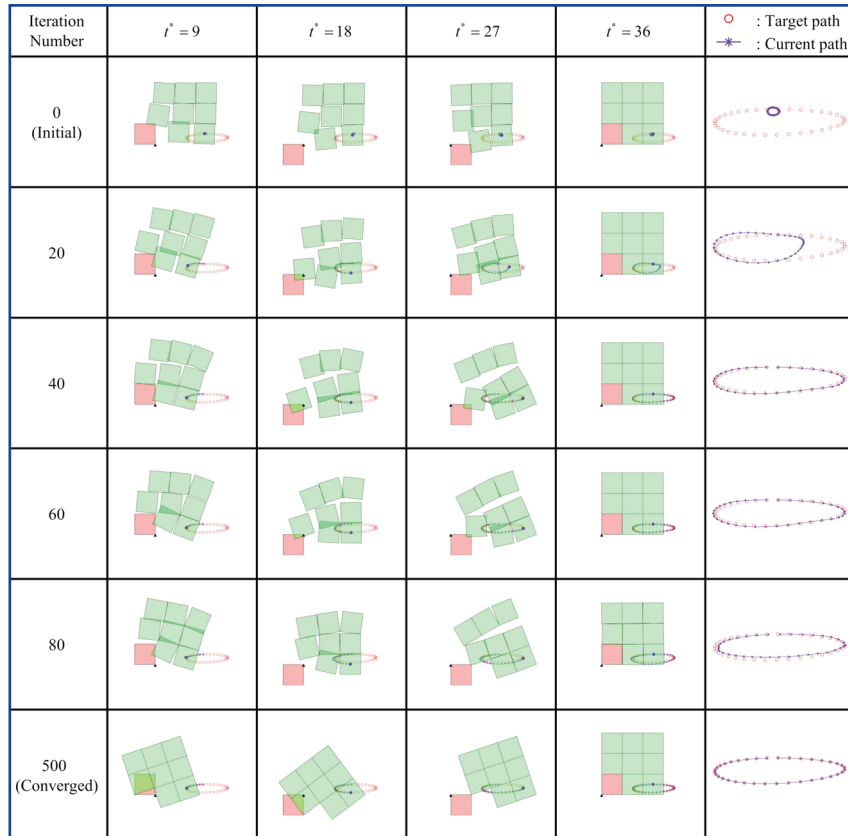 Iteration
Number
t* = 9
t* = 18
t* = 27
t* = 36
: Target path
: Current path
0
(Initial)
20
40
60
80
500
(Converged)